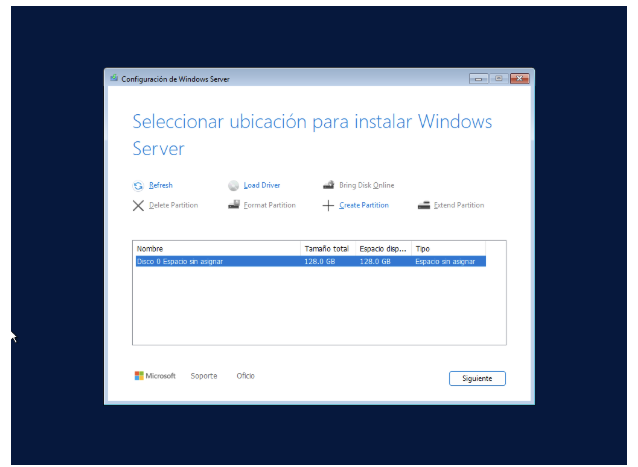 Configuración de Windows Server
Seleccionar ubicación para instalar Windows
Server
Refresh Load Driver Bring Disk Online
Delete Partition Format Partition Create Partition Extend Partition
Nombre Tamaño total Espacio disp... Tipo
Disco 0 Espacio sin asignar 128.0 GB 128.0 GB Espacio sin asignar
Microsoft Soporte Oficio Siguiente